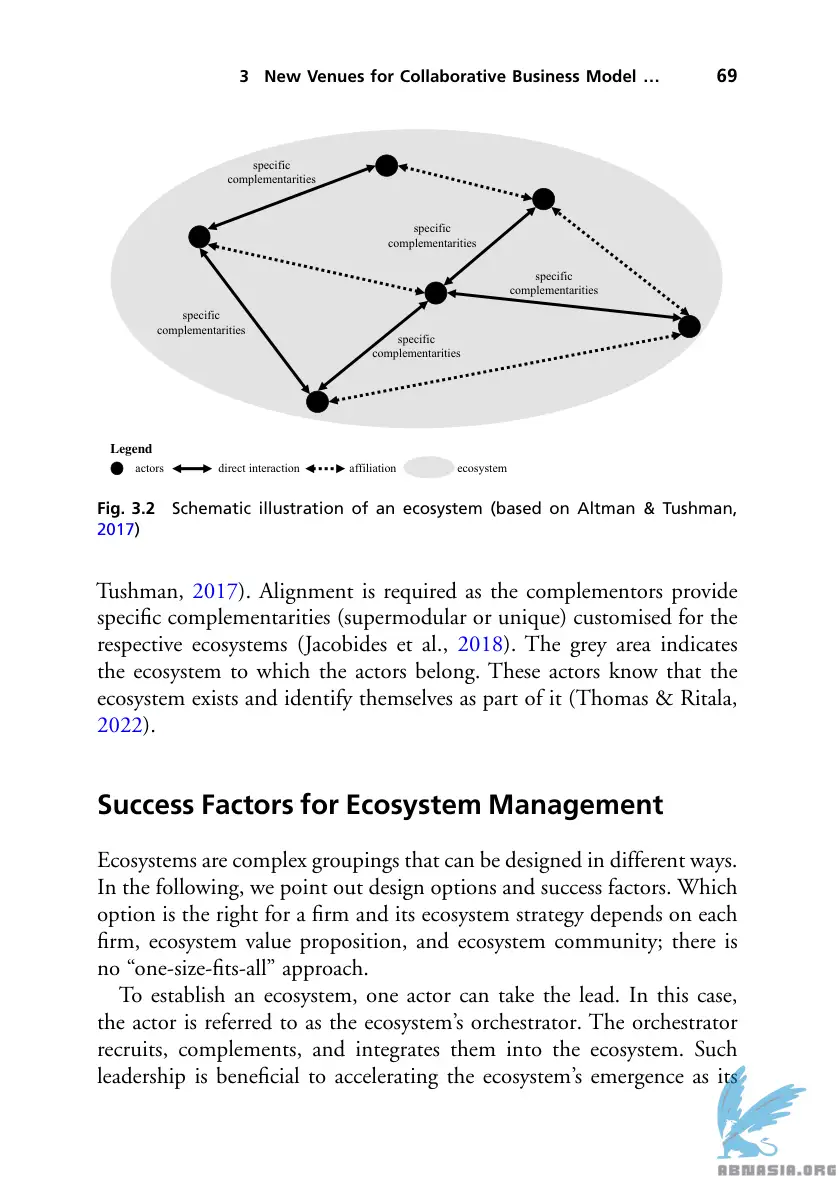 3 New Venues for Collaborative Business Model … 69
specific
complementarities
specific
complementarities
specific
complementarities
specific
complementarities
specific
complementarities
Legend
actors direct interaction affiliation ecosystem
Fig. 3.2 Schematic illustration of an ecosystem (based on Altman & Tushman,
2017)
Tushman, 2017). Alignment is required as the complementors provide
specific complementarities (supermodular or unique) customised for the
respective ecosystems (Jacobides et al., 2018). The grey area indicates
the ecosystem to which the actors belong. These actors know that the
ecosystem exists and identify themselves as part of it (Thomas & Ritala,
2022).
Success Factors for Ecosystem Management
Ecosystems are complex groupings that can be designed in different ways.
In the following, we point out design options and success factors. Which
option is the right for a firm and its ecosystem strategy depends on each
firm, ecosystem value proposition, and ecosystem community; there is
no “one-size-fits-all” approach.
To establish an ecosystem, one actor can take the lead. In this case,
the actor is referred to as the ecosystem’s orchestrator. The orchestrator
recruits, complements, and integrates them into the ecosystem. Such
leadership is beneficial to accelerating the ecosystem’s emergence as its
ABNASIA.ORG